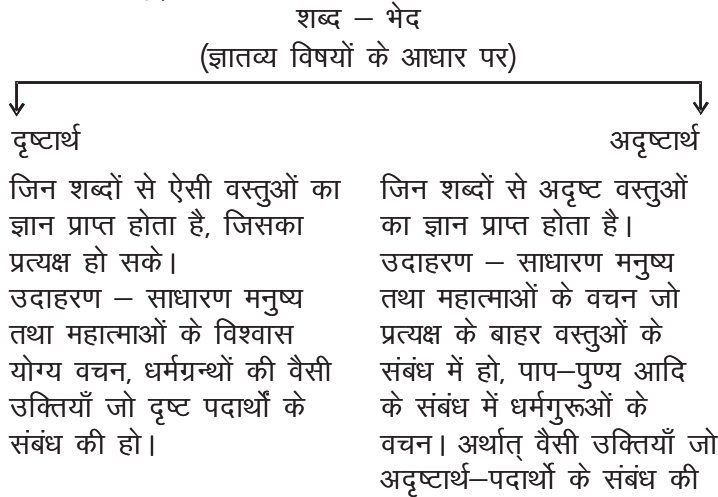 शब्द – भेद
(ज्ञातव्य विषयों के आधार पर)
दृष्टार्थ
जिन शब्दों से ऐसी वस्तुओं का
ज्ञान प्राप्त होता है, जिसका
प्रत्यक्ष हो सके।
उदाहरण – साधारण मनुष्य
तथा महात्माओं के विश्वास
योग्य वचन, धर्मग्रन्थों की वैसी
उक्तियाँ जो दृष्ट पदार्थों के
संबंध की हो।
अदृष्टार्थ
जिन शब्दों से अदृष्ट वस्तुओं
का ज्ञान प्राप्त होता है।
उदाहरण – साधारण मनुष्य
तथा महात्माओं के वचन जो
प्रत्यक्ष के बाहर वस्तुओं के
संबंध में हो, पाप–पुण्य आदि
के संबंध में धर्मगुरूओं के
वचन। अर्थात् वैसी उक्तियाँ जो
अदृष्टार्थ–पदार्थो के संबंध की